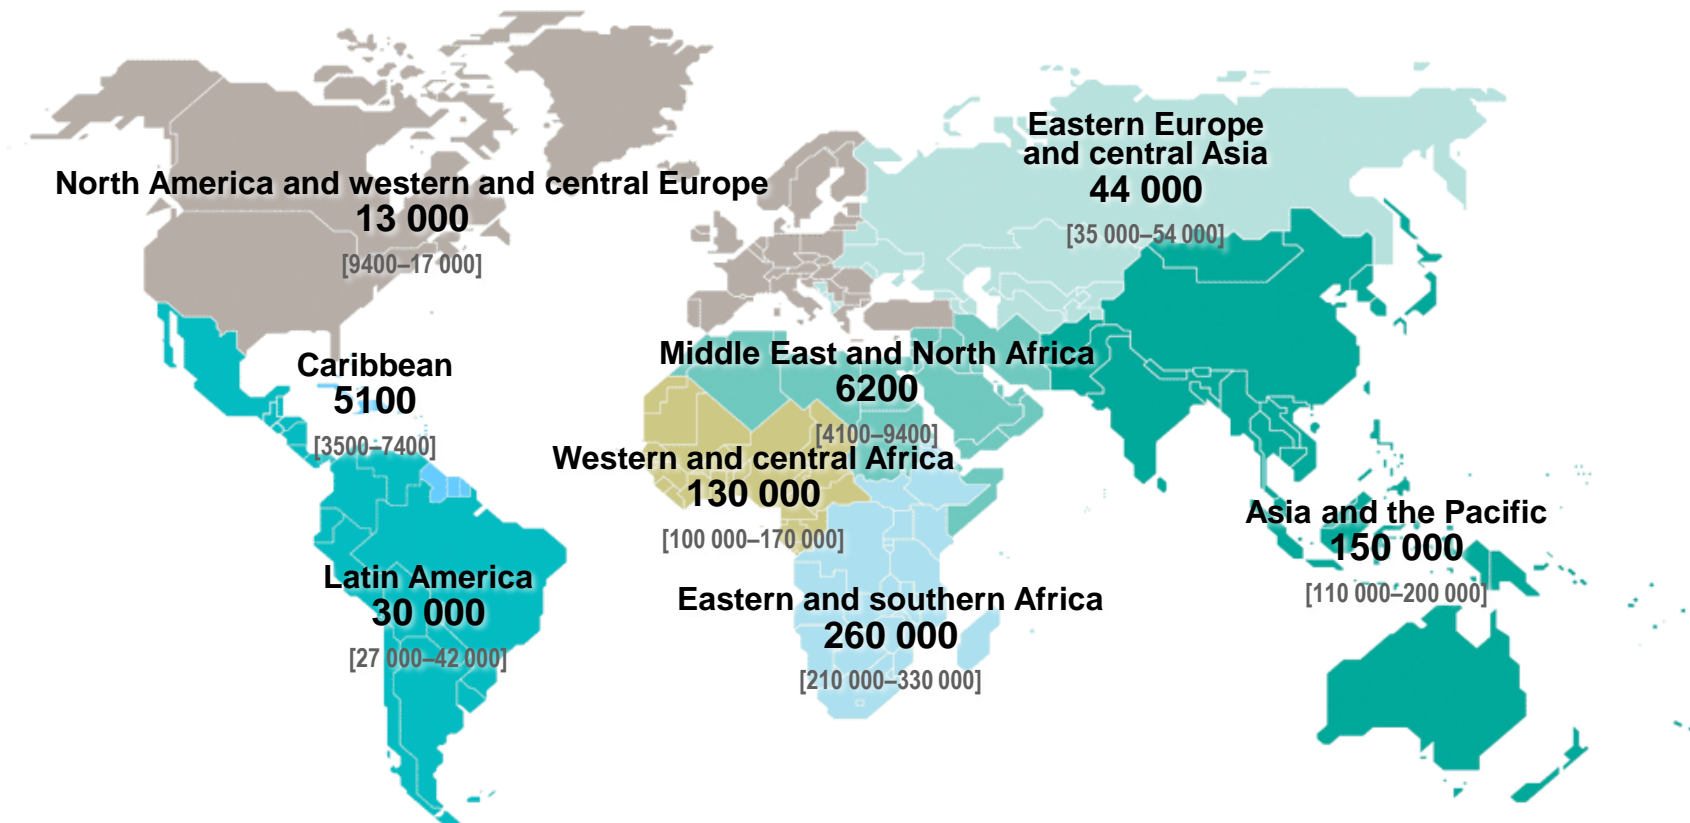 Eastern Europe
and central Asia
44 000
[35 000–54 000]
North America and western and central Europe
13 000
[9400–17 000]
Middle East and North Africa
6200
[4100–9400]
Caribbean
5100
[3500–7400]
Western and central Africa
130 000
[100 000–170 000]
Asia and the Pacific
150 000
[110 000–200 000]
Latin America
30 000
[27 000–42 000]
Eastern and southern Africa
260 000
[210 000–330 000]